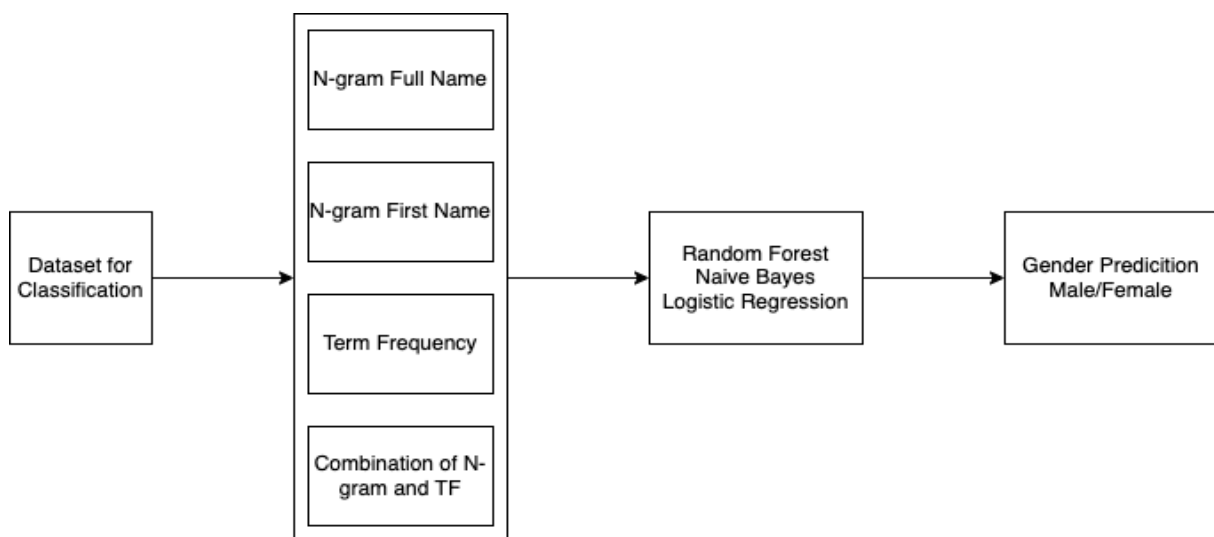 Dataset for
Classification
N-gram Full Name
N-gram First Name
Term Frequency
Combination of N-
gram and TF
Random Forest
Naive Bayes
Logistic Regression
Gender Predicition
Male/Female